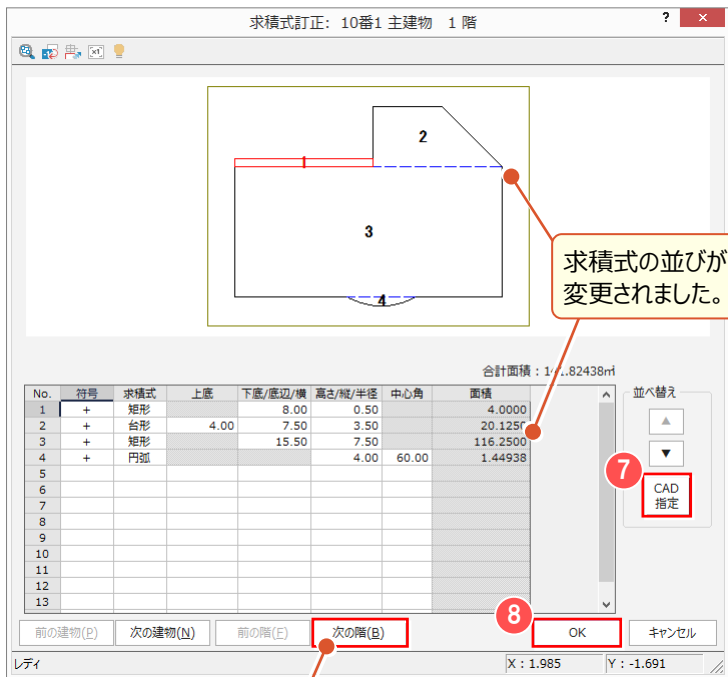 求積式訂正: 10番1 主建物 1 階
? ×
1
2
3
4
求積式の並びが
変更されました。
合計面積 : 141.82438㎡
No. 符号 求積式 上底 下底/底辺/横 高さ/縦/半径 中心角 面積
1 + 矩形 8.00 0.50 4.0000
2 + 台形 4.00 7.50 3.50 20.1250
3 + 矩形 15.50 7.50 116.2500
4 + 円弧 4.00 60.00 1.44938
5
6
7
8
9
10
11
12
13
並べ替え
▲
▼
7
CAD
指定
8
前の建物(P) 次の建物(N) 前の階(F) 次の階(B) OK キャンセル
レディ X : 1.985 Y : -1.691